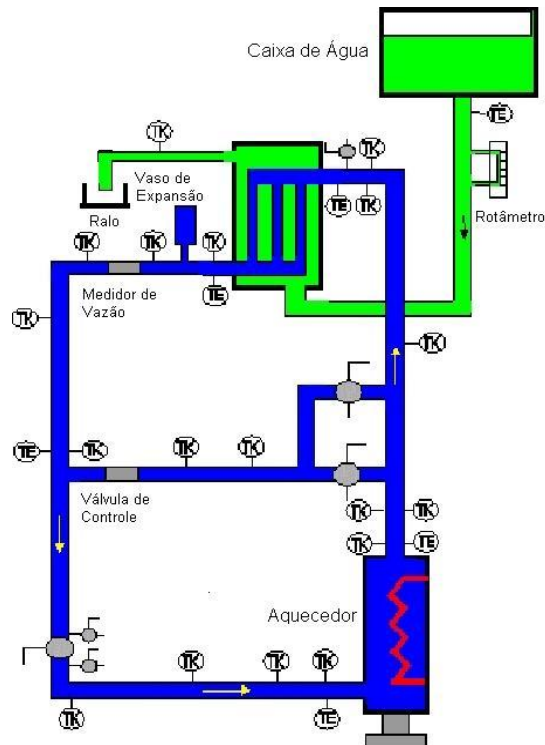 Caixa de Água
TE
TK
Vaso de
Expansão
TK
TE
TK
Rotâmetro
Ralo
TK
TK
TK
TE
Medidor de
Vazão
TK
TK
TE
TK
TK
TK
Válvula de
Controle
TK
TK
TK
TE
Aquecedor
TK
TK
TK
TK
TE